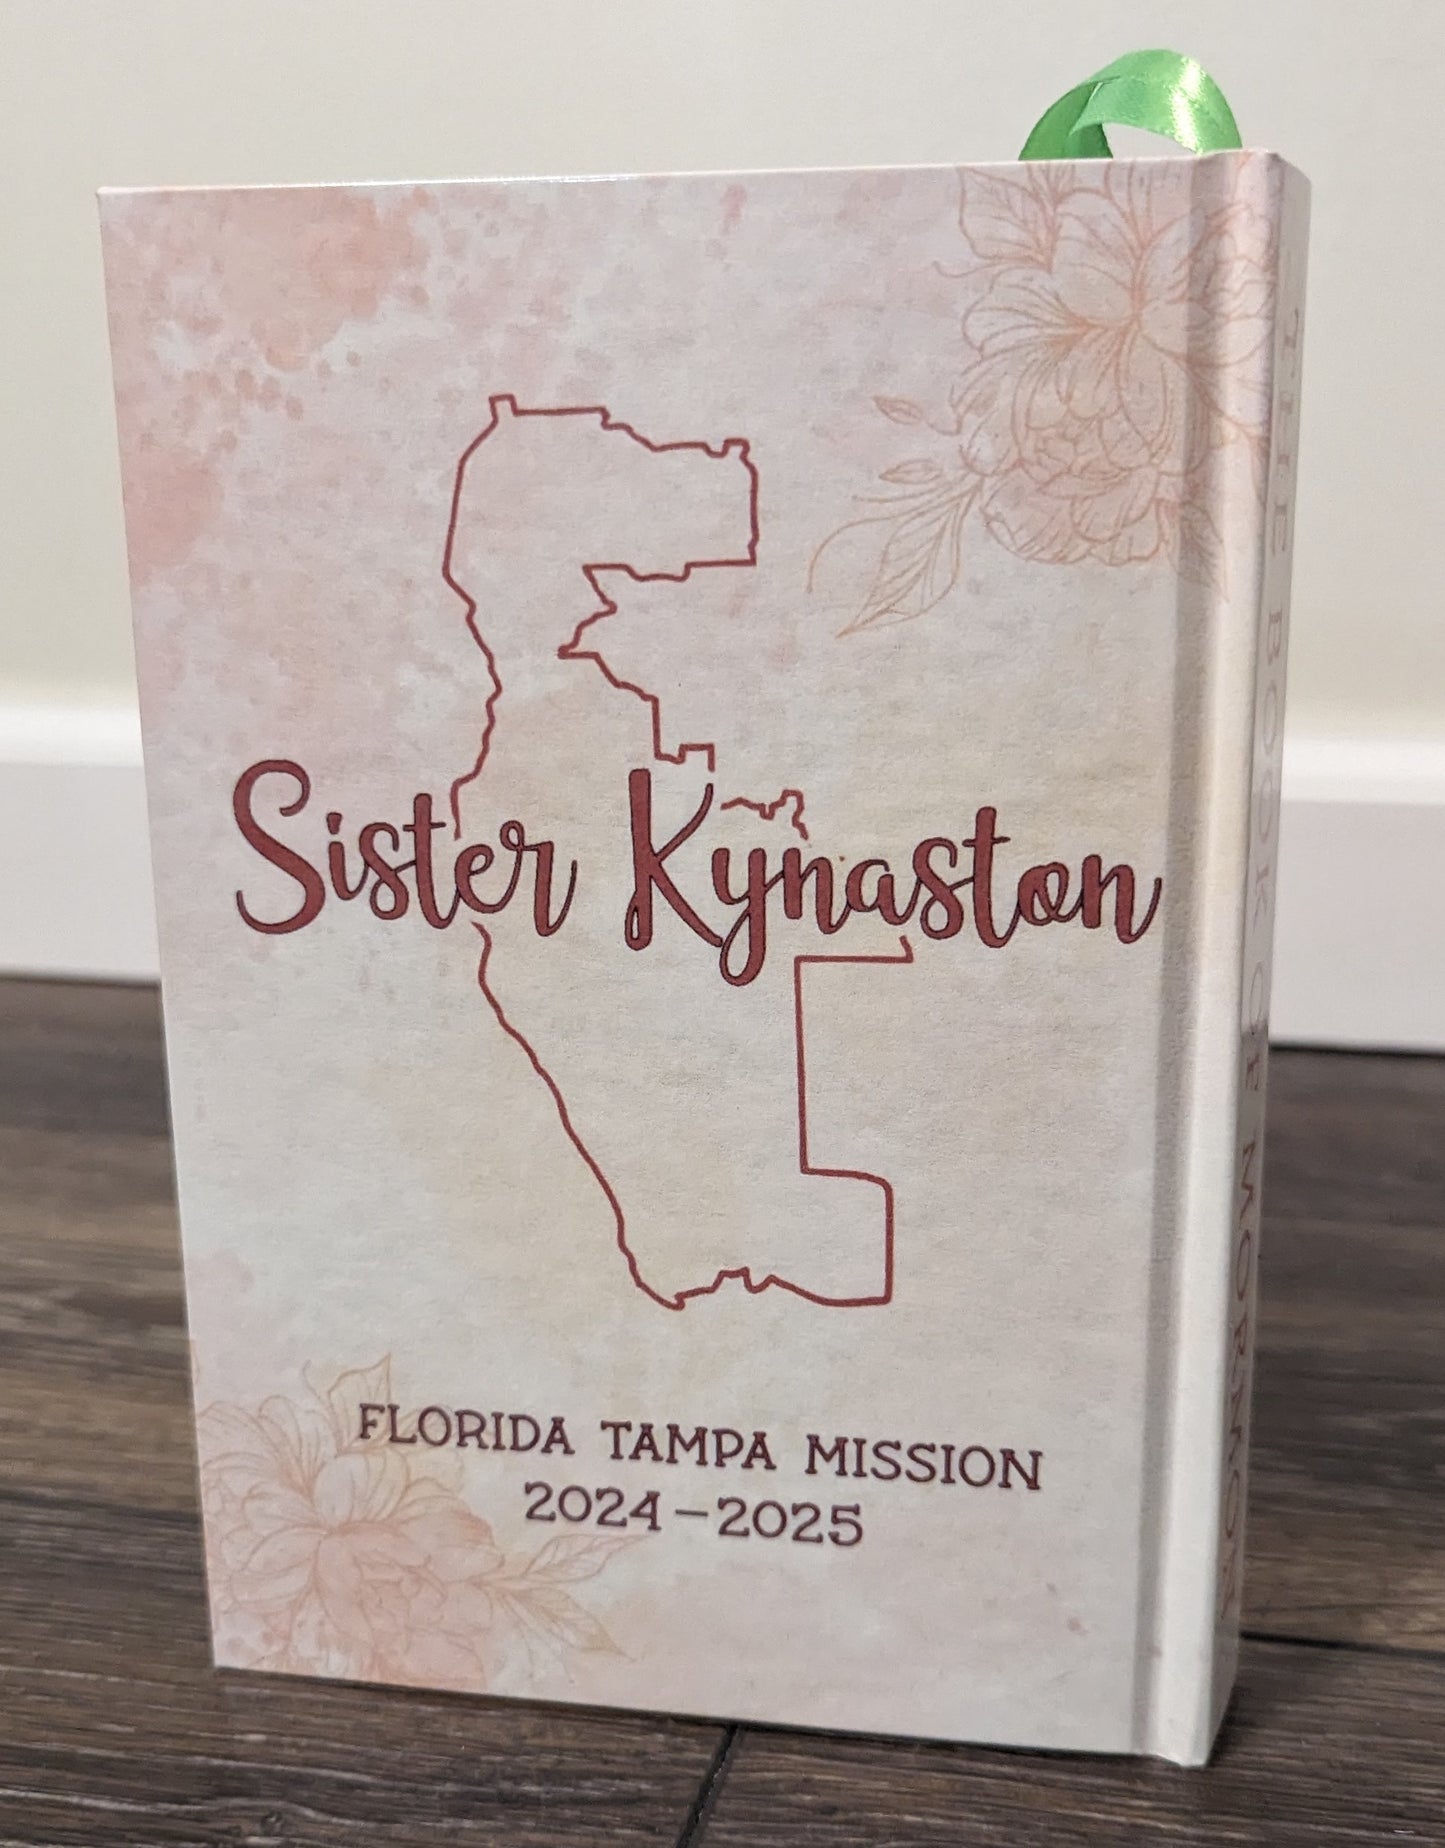 Sister Kynaston
FLORIDA TAMPA MISSION
2024–2025
THE BOOK OF MORMON